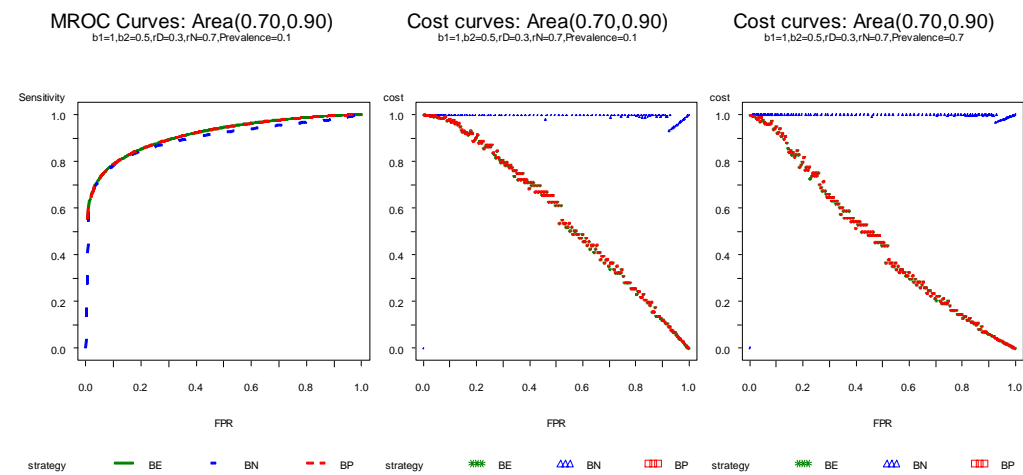 MROC Curves: Area(0.70,0.90)
b1=1,b2=0.5,rD=0.3,rN=0.7,Prevalence=0.1
Sensitivity
1.0
0.8
0.6
0.4
0.2
0.0
0.0 0.2 0.4 0.6 0.8 1.0
FPR
strategy BE BN BP
Cost curves: Area(0.70,0.90)
b1=1,b2=0.5,rD=0.3,rN=0.7,Prevalence=0.1
cost
1.0
0.8
0.6
0.4
0.2
0.0
0.0 0.2 0.4 0.6 0.8 1.0
FPR
strategy BE BN BP
Cost curves: Area(0.70,0.90)
b1=1,b2=0.5,rD=0.3,rN=0.7,Prevalence=0.7
cost
1.0
0.8
0.6
0.4
0.2
0.0
0.0 0.2 0.4 0.6 0.8 1.0
FPR
strategy BE BN BP